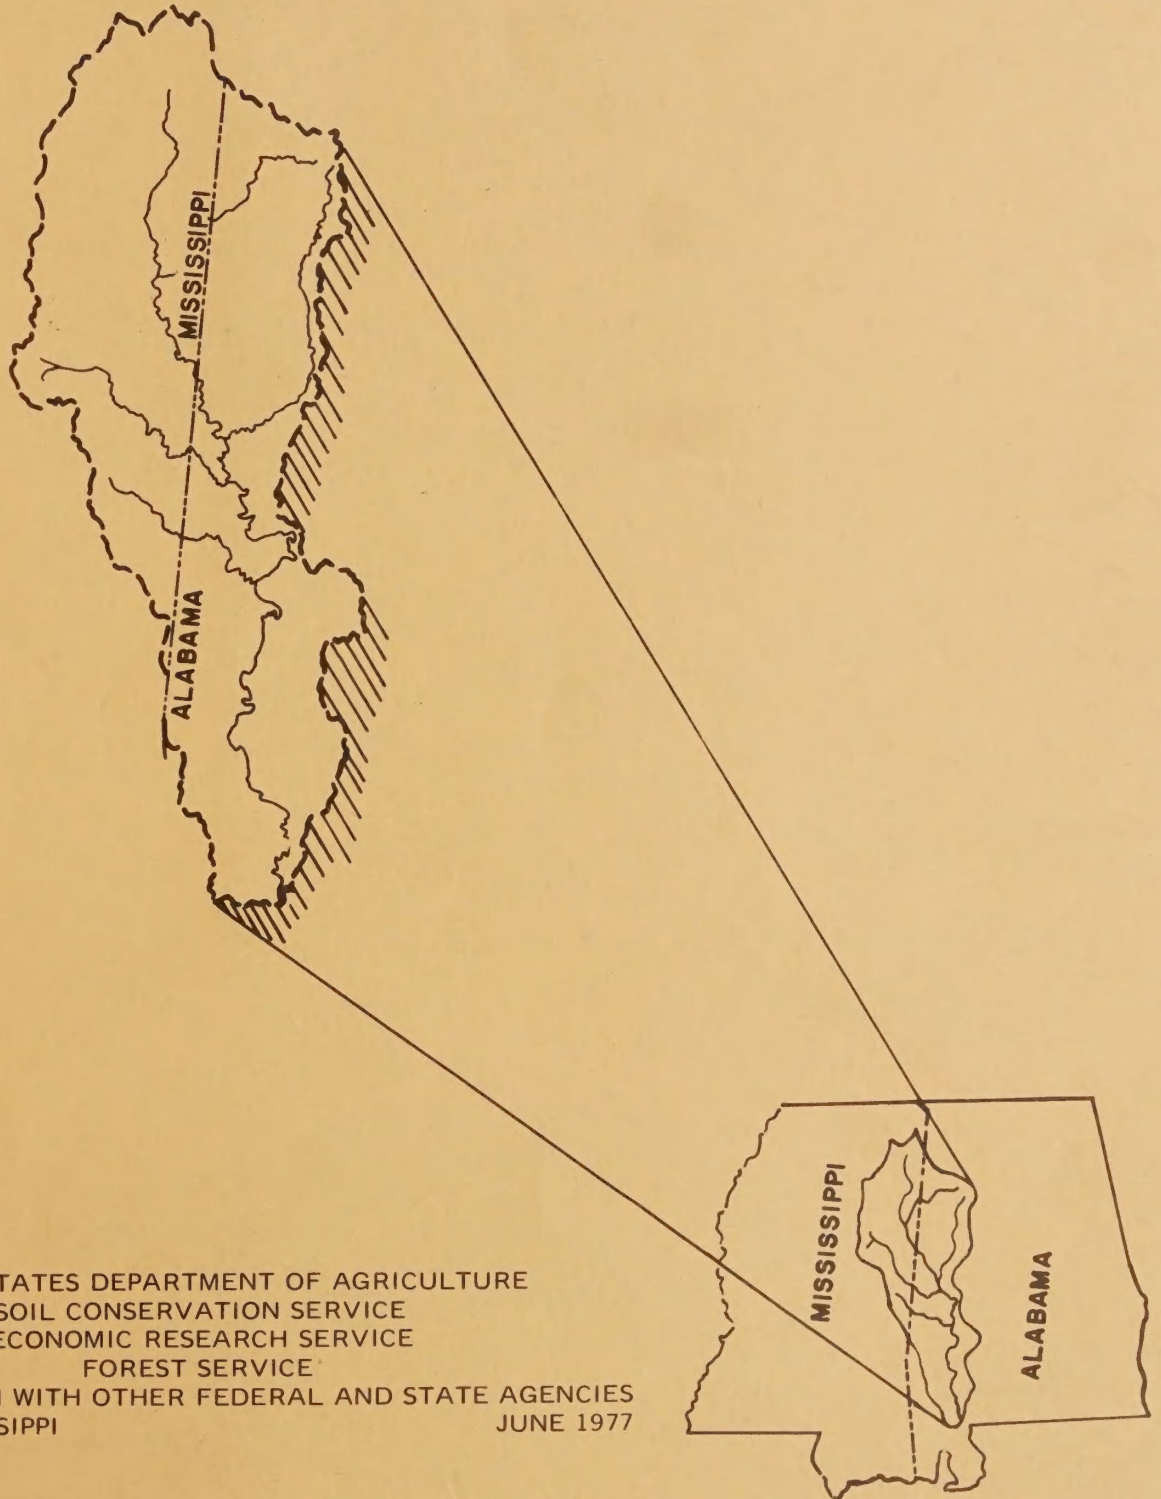 MISSISSIPPI
ALABAMA
MISSISSIPPI
ALABAMA
TATES DEPARTMENT OF AGRICULTURE
SOIL CONSERVATION SERVICE
ECONOMIC RESEARCH SERVICE
FOREST SERVICE
WITH OTHER FEDERAL AND STATE AGENCIES
SIPPI JUNE 1977